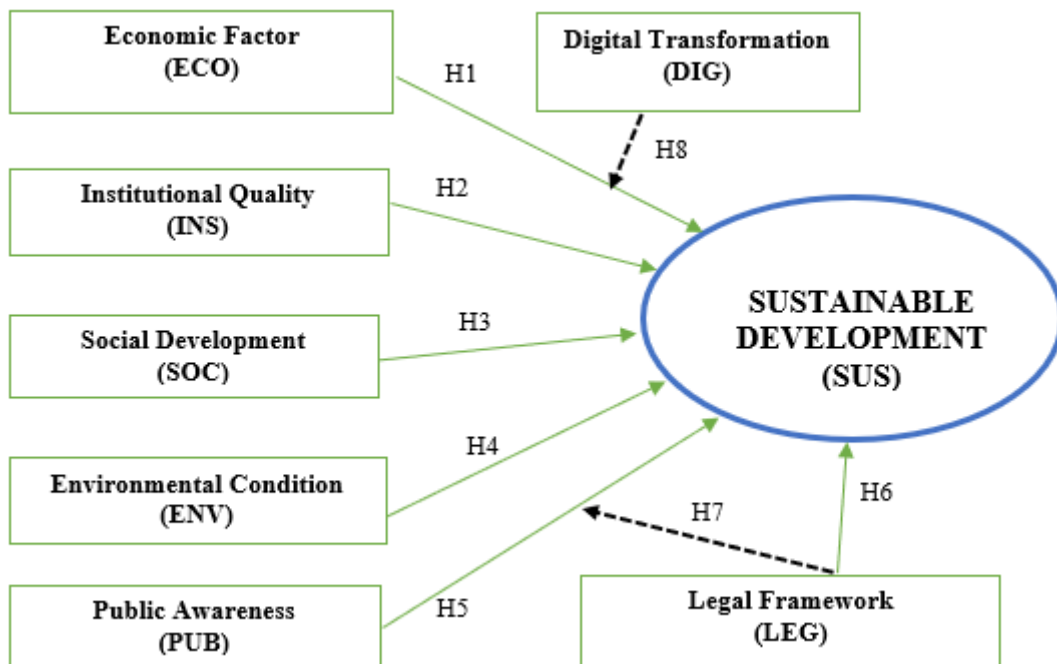 Economic Factor
(ECO)
H1
Digital Transformation
(DIG)
H8
Institutional Quality
(INS)
H2
Social Development
(SOC)
H3
SUSTAINABLE
DEVELOPMENT
(SUS)
Environmental Condition
(ENV)
H4
H6
H7
Public Awareness
(PUB)
H5
Legal Framework
(LEG)